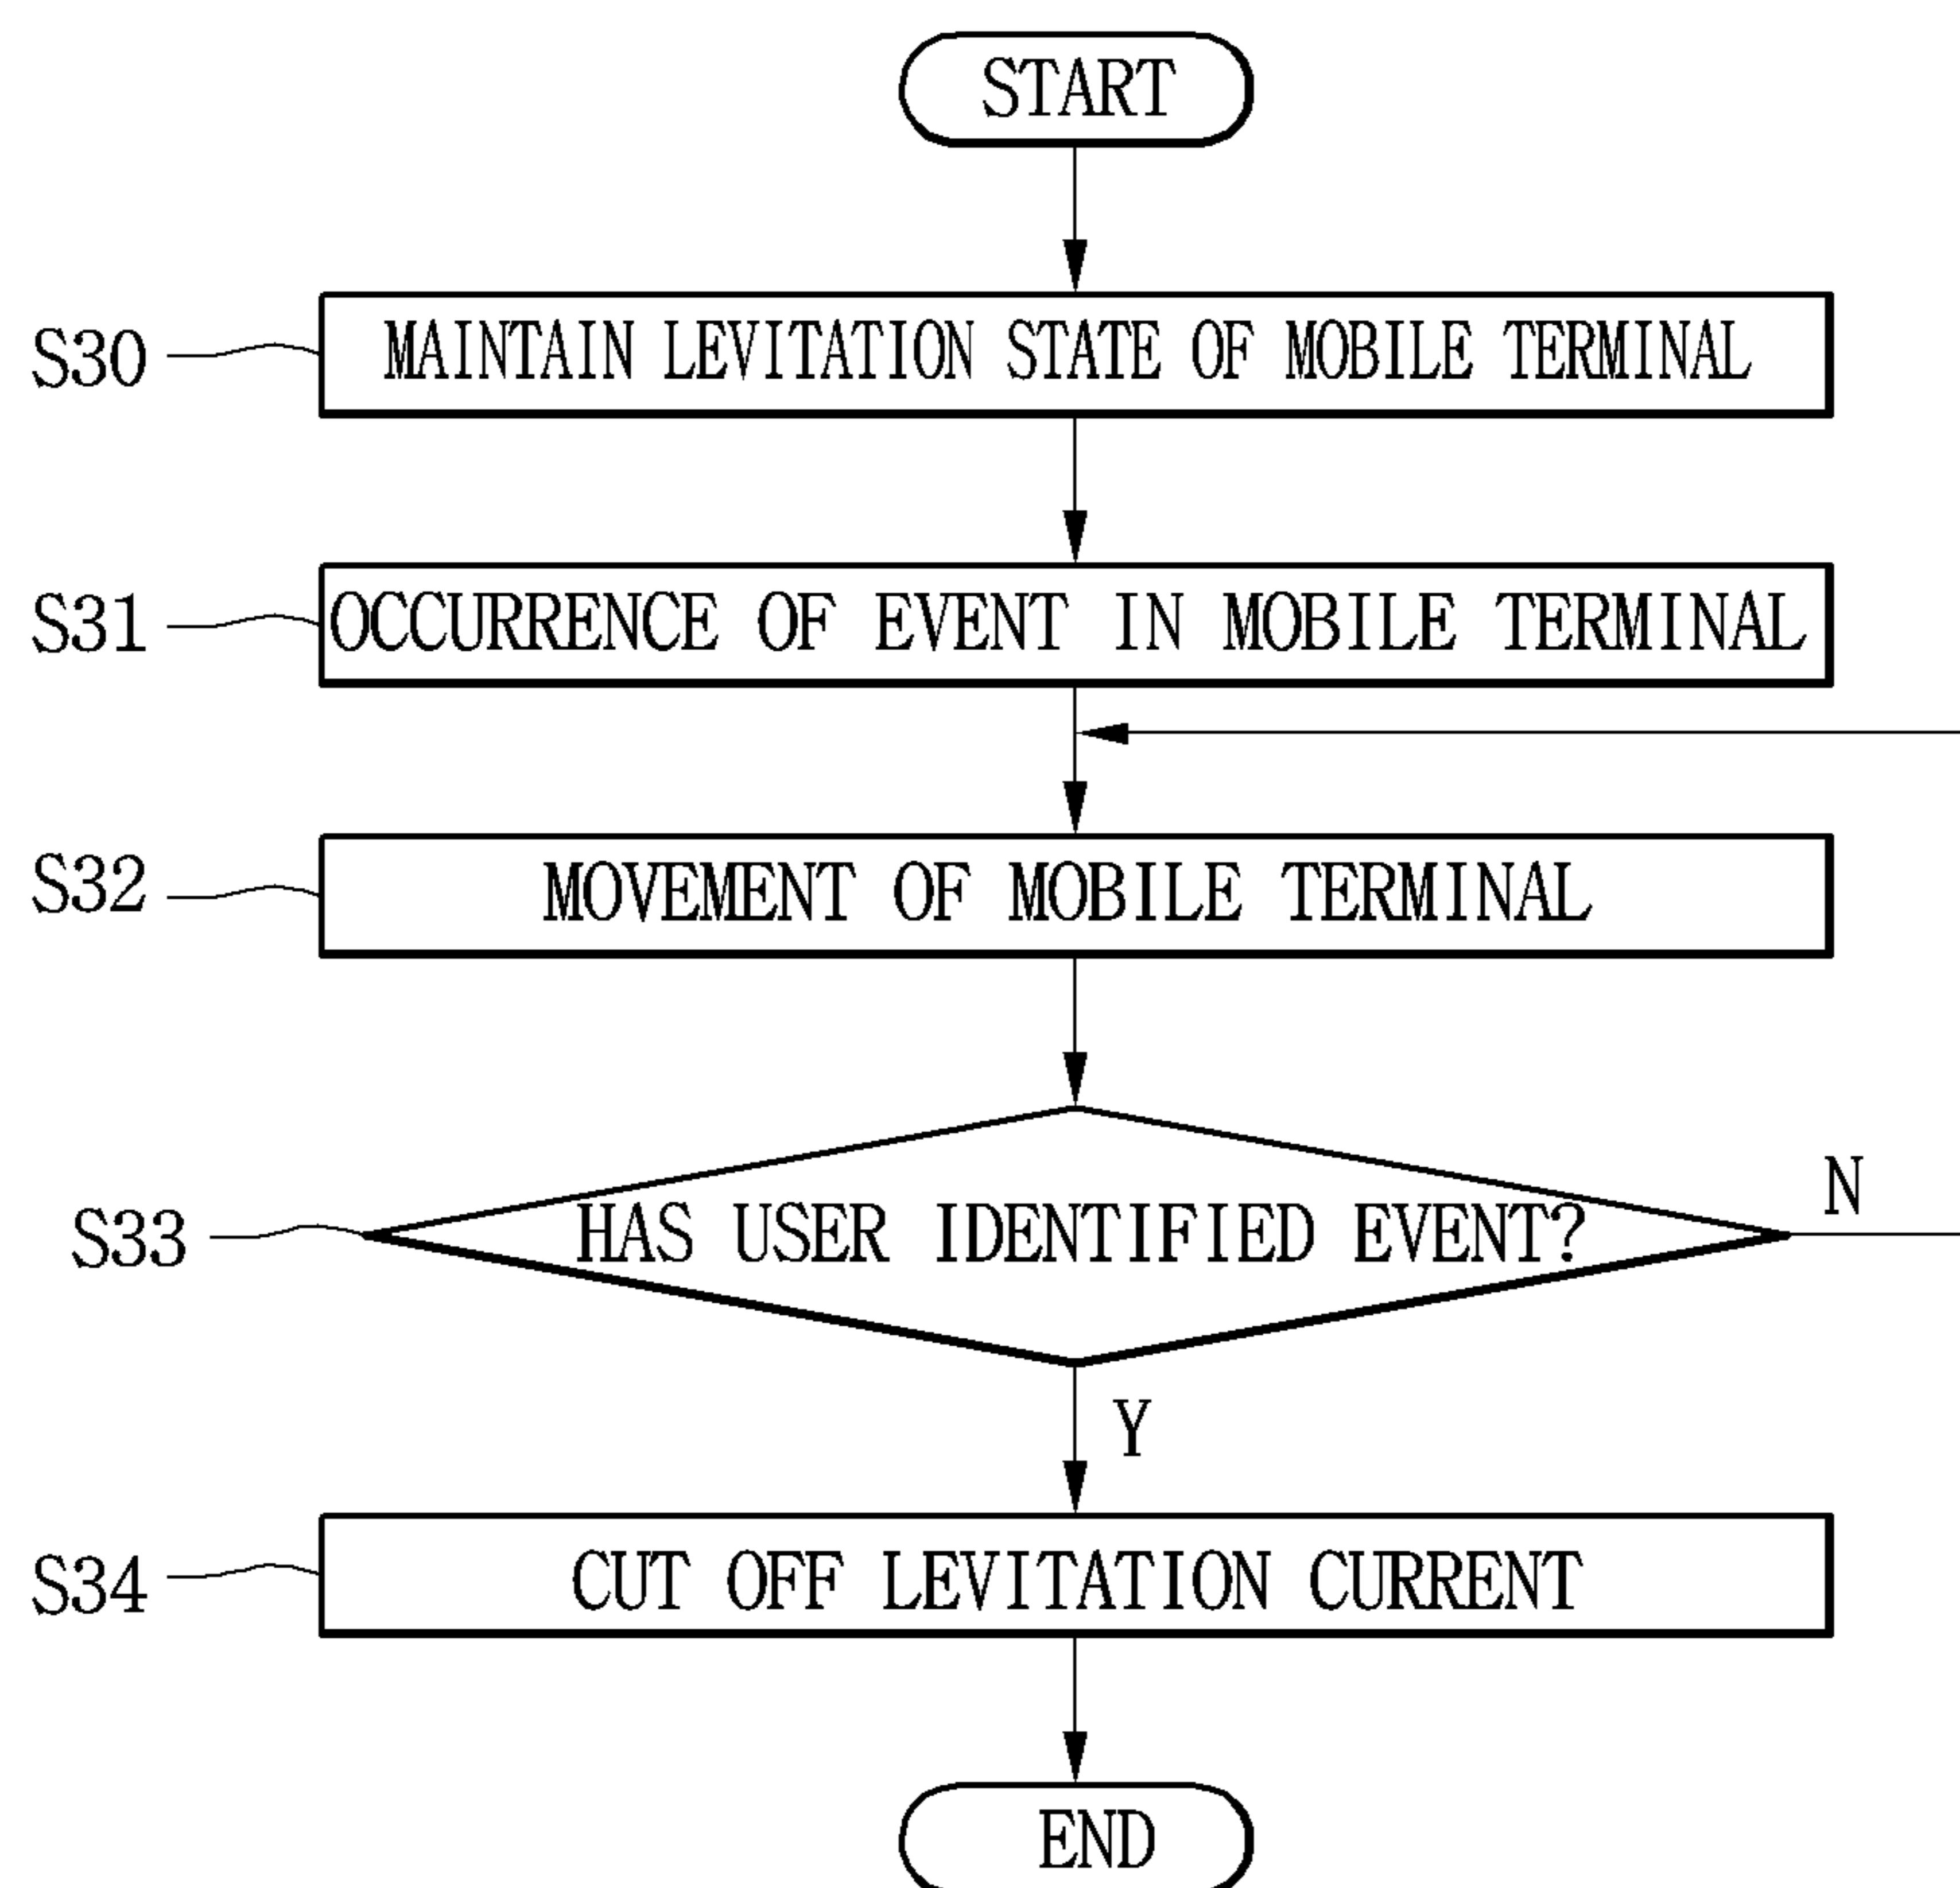 START
S30
MAINTAIN LEVITATION STATE OF MOBILE TERMINAL
S31
OCCURRENCE OF EVENT IN MOBILE TERMINAL
S32
MOVEMENT OF MOBILE TERMINAL
S33
HAS USER IDENTIFIED EVENT?
N
Y
S34
CUT OFF LEVITATION CURRENT
END